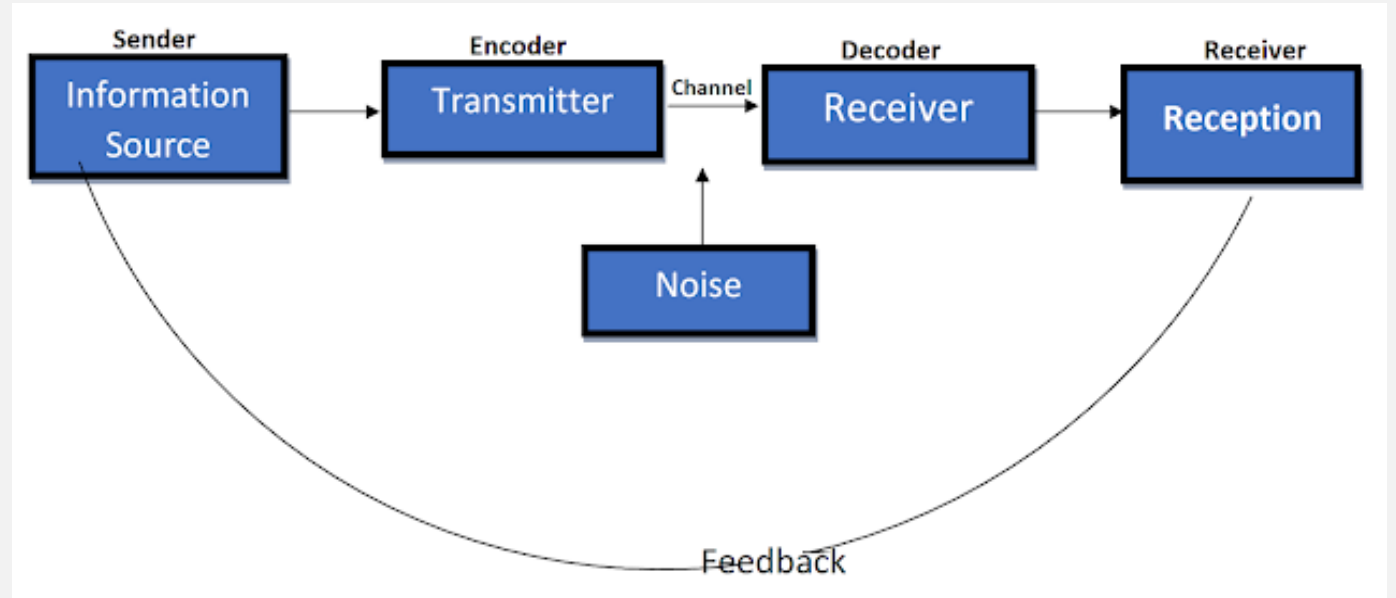 Sender
Encoder
Decoder
Receiver
Information
Source
Transmitter
Channel
Receiver
Reception
Noise
Feedback